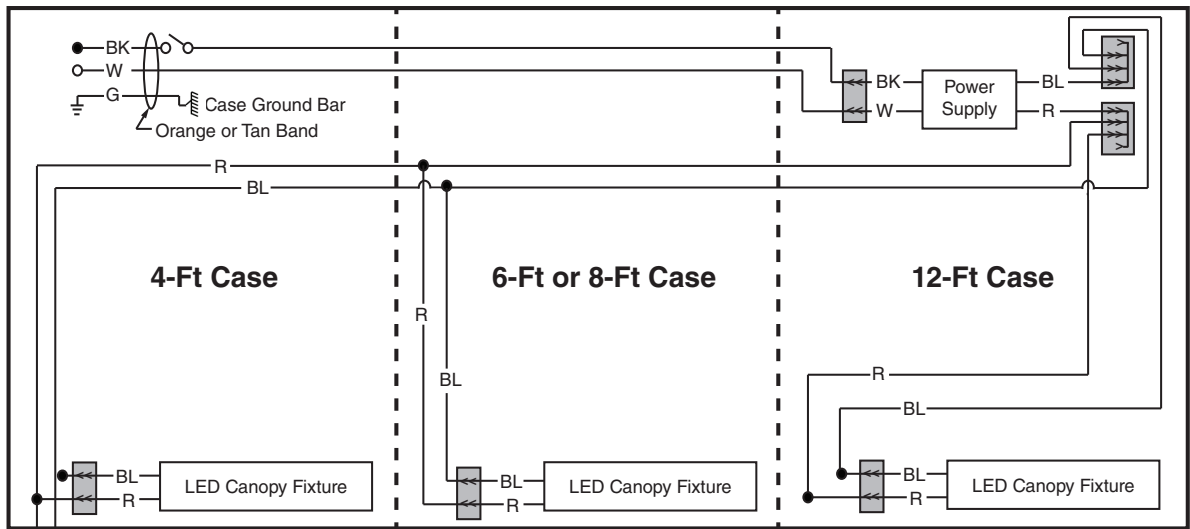 BK
W
G
Case Ground Bar
Orange or Tan Band
BK
W
Power
Supply
BL
R
R
BL
4-Ft Case
6-Ft or 8-Ft Case
12-Ft Case
R
BL
R
BL
BL
R
LED Canopy Fixture
BL
R
LED Canopy Fixture
BL
R
LED Canopy Fixture